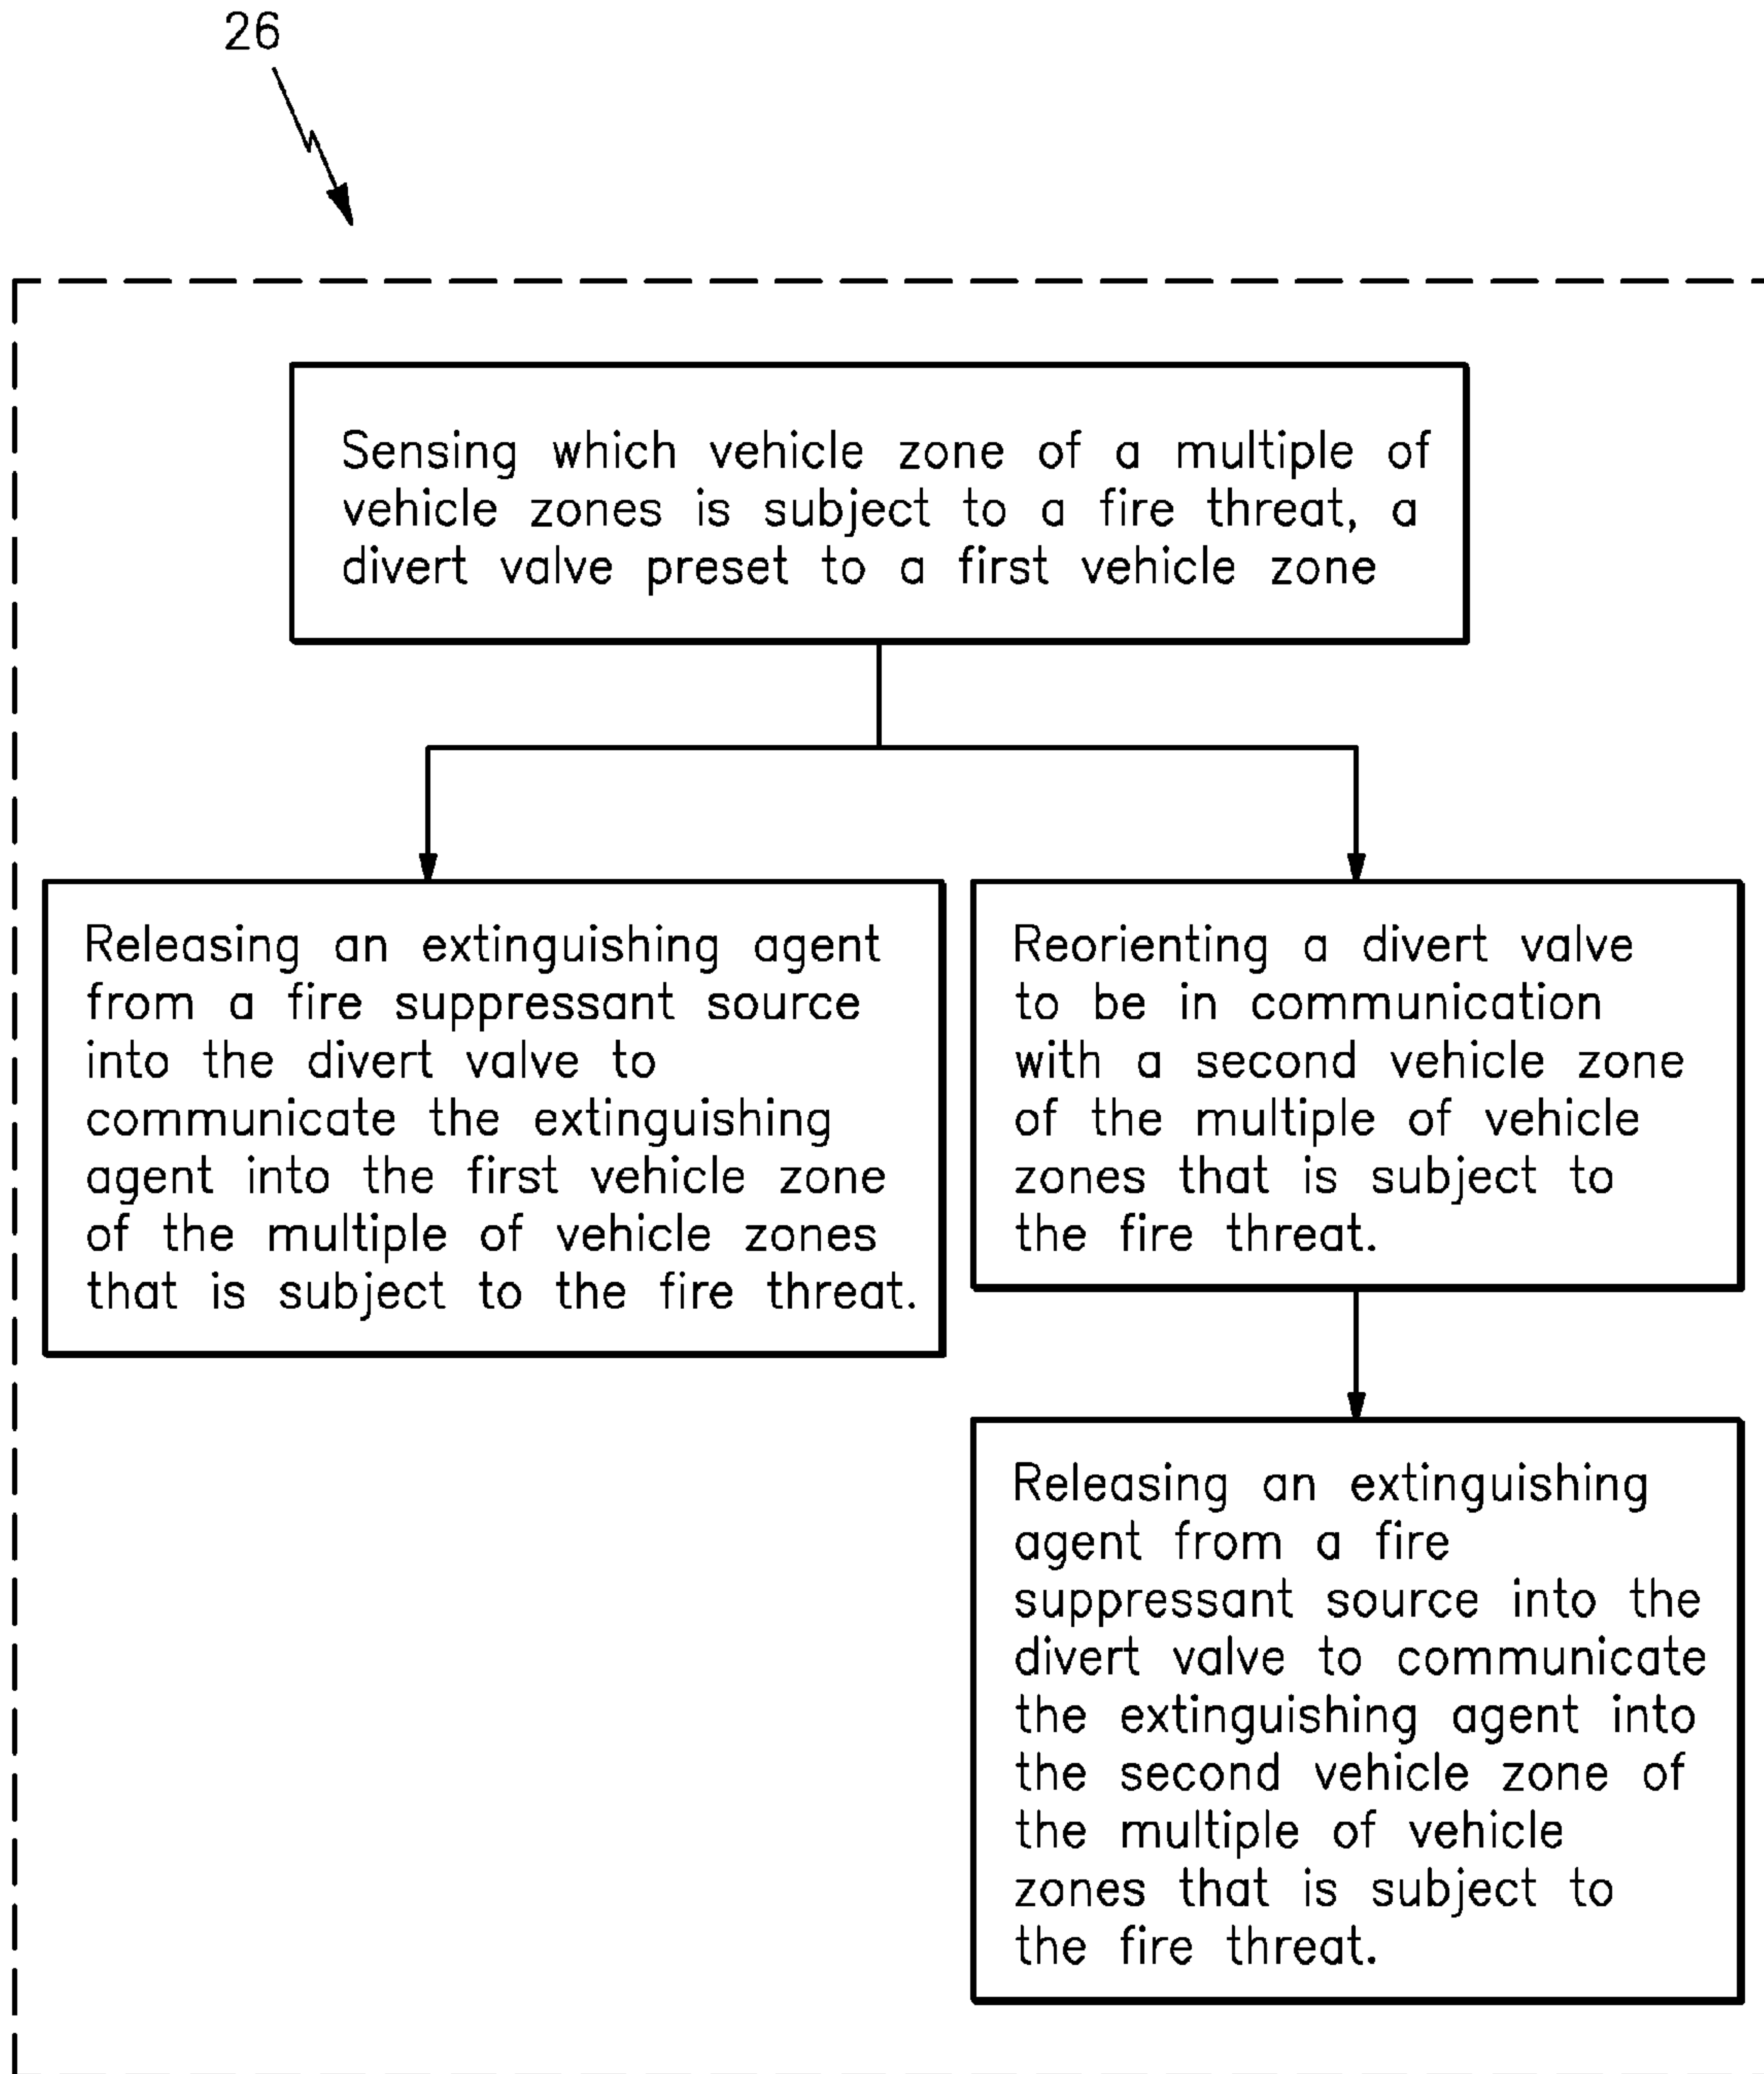 26
Sensing which vehicle zone of a multiple of
vehicle zones is subject to a fire threat, a
divert valve preset to a first vehicle zone
Releasing an extinguishing agent
from a fire suppressant source
into the divert valve to
communicate the extinguishing
agent into the first vehicle zone
of the multiple of vehicle zones
that is subject to the fire threat.
Reorienting a divert valve
to be in communication
with a second vehicle zone
of the multiple of vehicle
zones that is subject to
the fire threat.
Releasing an extinguishing
agent from a fire
suppressant source into the
divert valve to communicate
the extinguishing agent into
the second vehicle zone of
the multiple of vehicle
zones that is subject to
the fire threat.